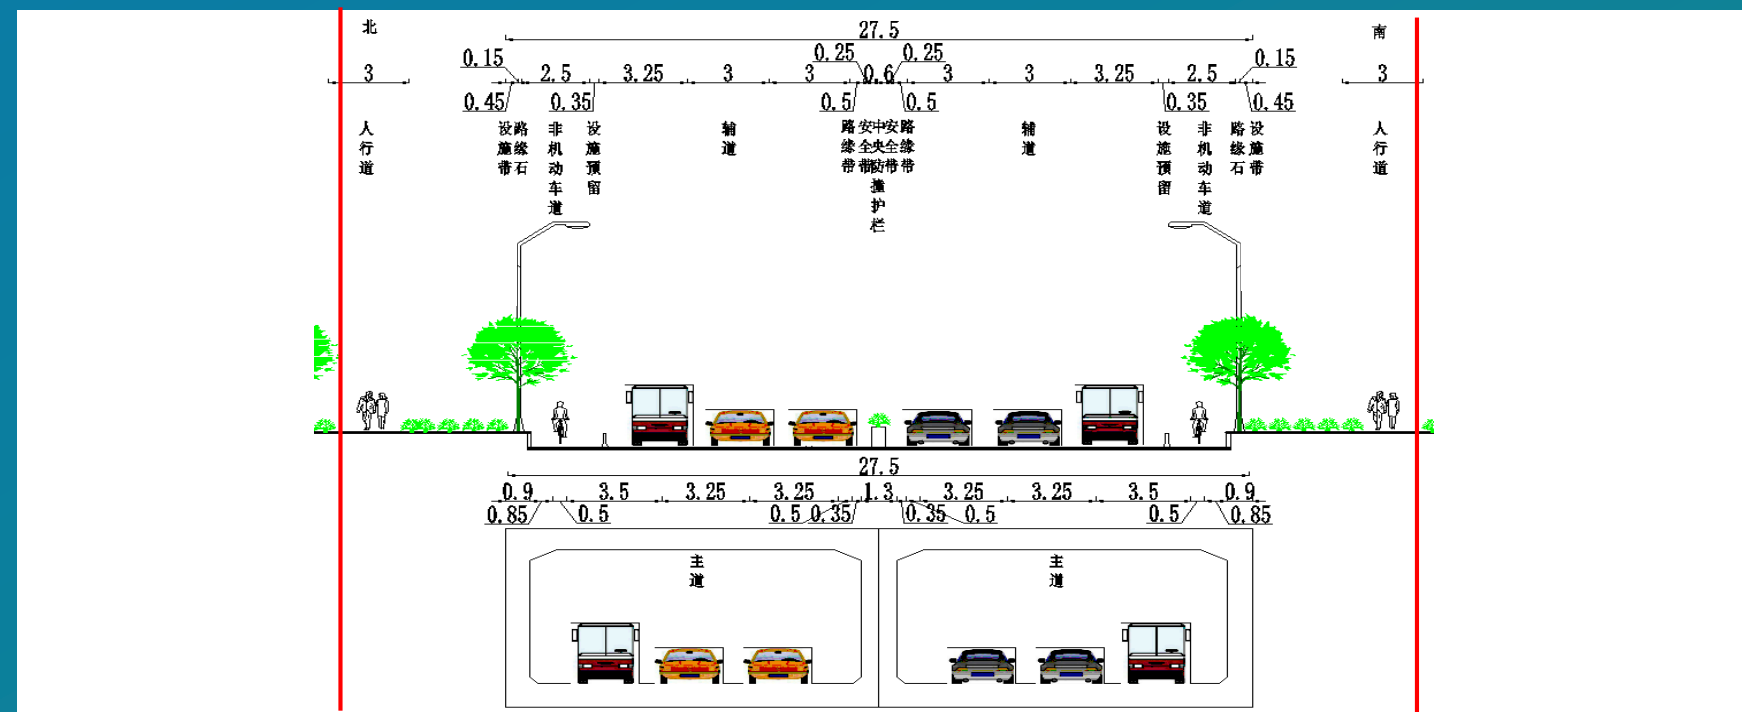 北
南
27.5
0.25 0.25
0.15 0.15
3 2.5 3.25 3 3 0.6 3 3 3.25 2.5 3
0.45 0.35 0.5 0.5 0.35 0.45
人行道
设施带
路缘石
非机动车道
设施预留
辅道
路缘带
安全带
中央防撞护栏
安全带
路缘带
辅道
设施预留
非机动车道
路缘石
设施带
人行道
27.5
0.9 3.5 3.25 3.25 1.3 3.25 3.25 3.5 0.9
0.85 0.5 0.5 0.35 0.35 0.5 0.5 0.85
主道
主道